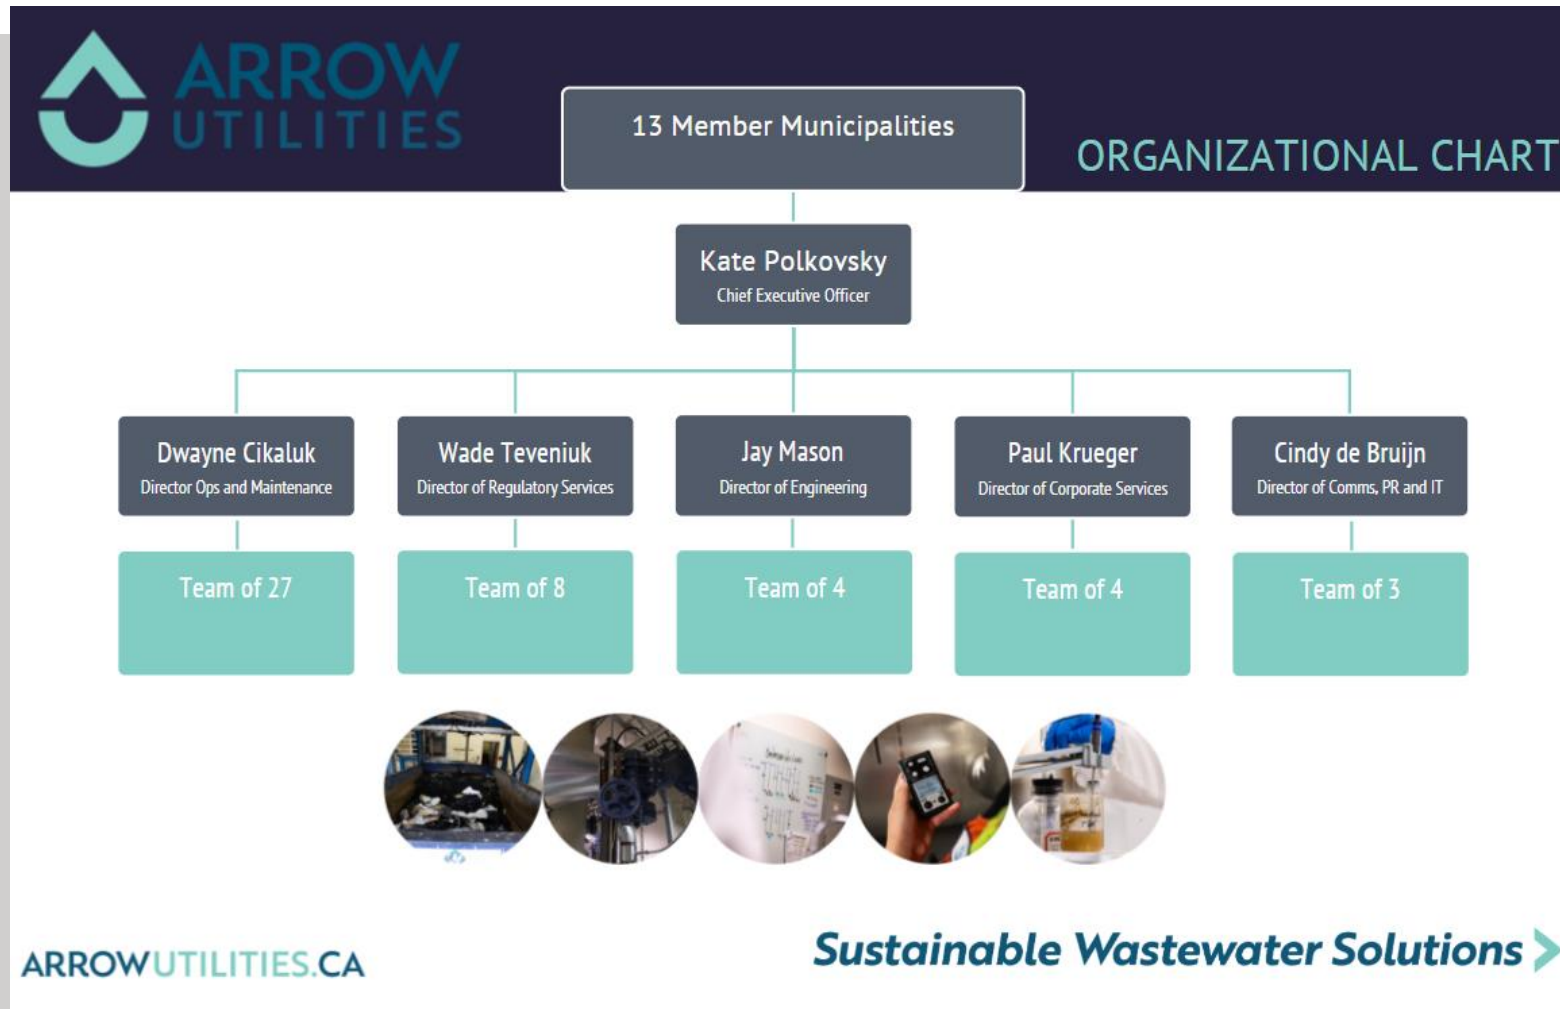 ARROW
UTILITIES
13 Member Municipalities
ORGANIZATIONAL CHART
Kate Polkovsky
Chief Executive Officer
Dwayne Cikaluk
Director Ops and Maintenance
Wade Teveniuk
Director of Regulatory Services
Jay Mason
Director of Engineering
Paul Krueger
Director of Corporate Services
Cindy de Bruijn
Director of Comms, PR and IT
Team of 27
Team of 8
Team of 4
Team of 4
Team of 3
ARROWUTILITIES.CA
Sustainable Wastewater Solutions